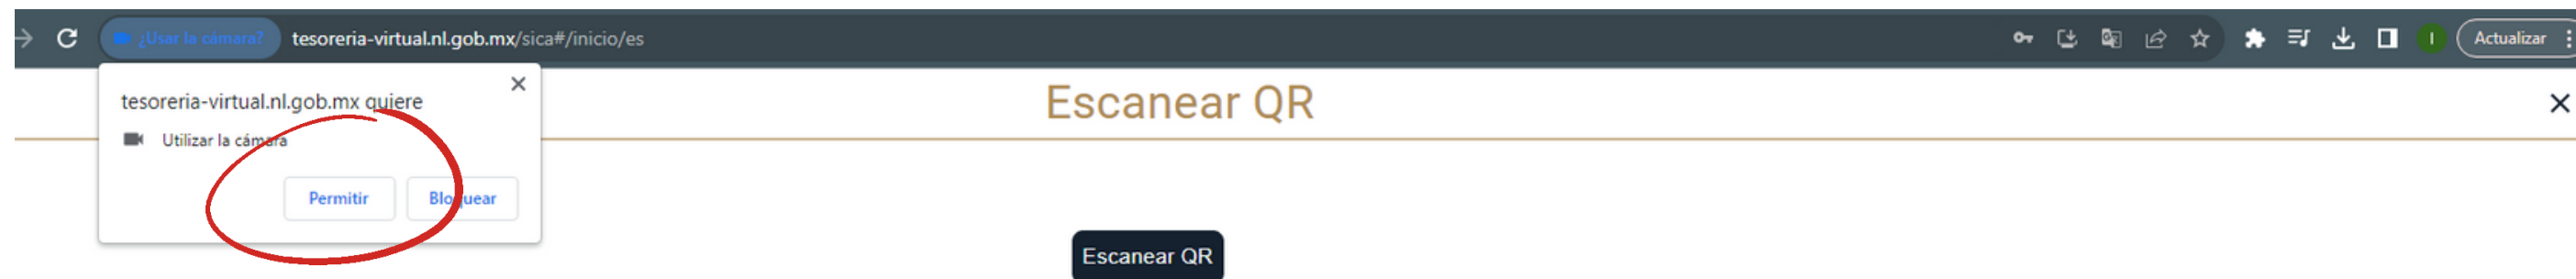 ¿Usar la cámara? tesoreria-virtual.nl.gob.mx/sica#/inicio/es Actualizar
tesoreria-virtual.nl.gob.mx quiere
Utilizar la cámara
Permitir Bloquear
Escanear QR
Escanear QR